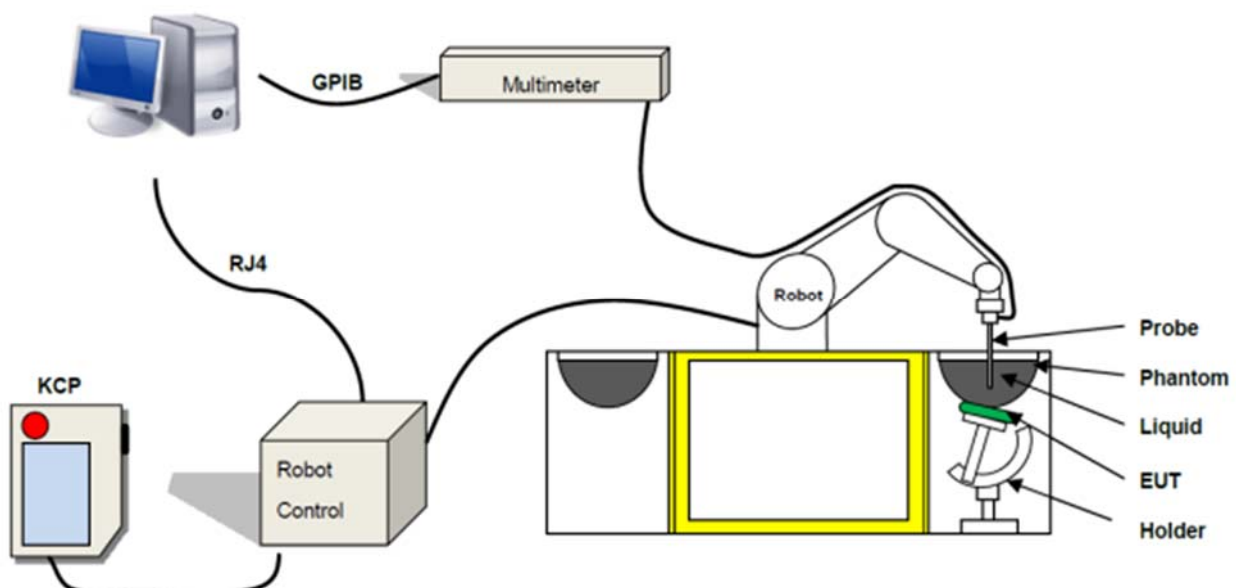 GPIB
Multimeter
RJ4
Robot
Probe
Phantom
KCP
Liquid
Robot
Control
EUT
Holder